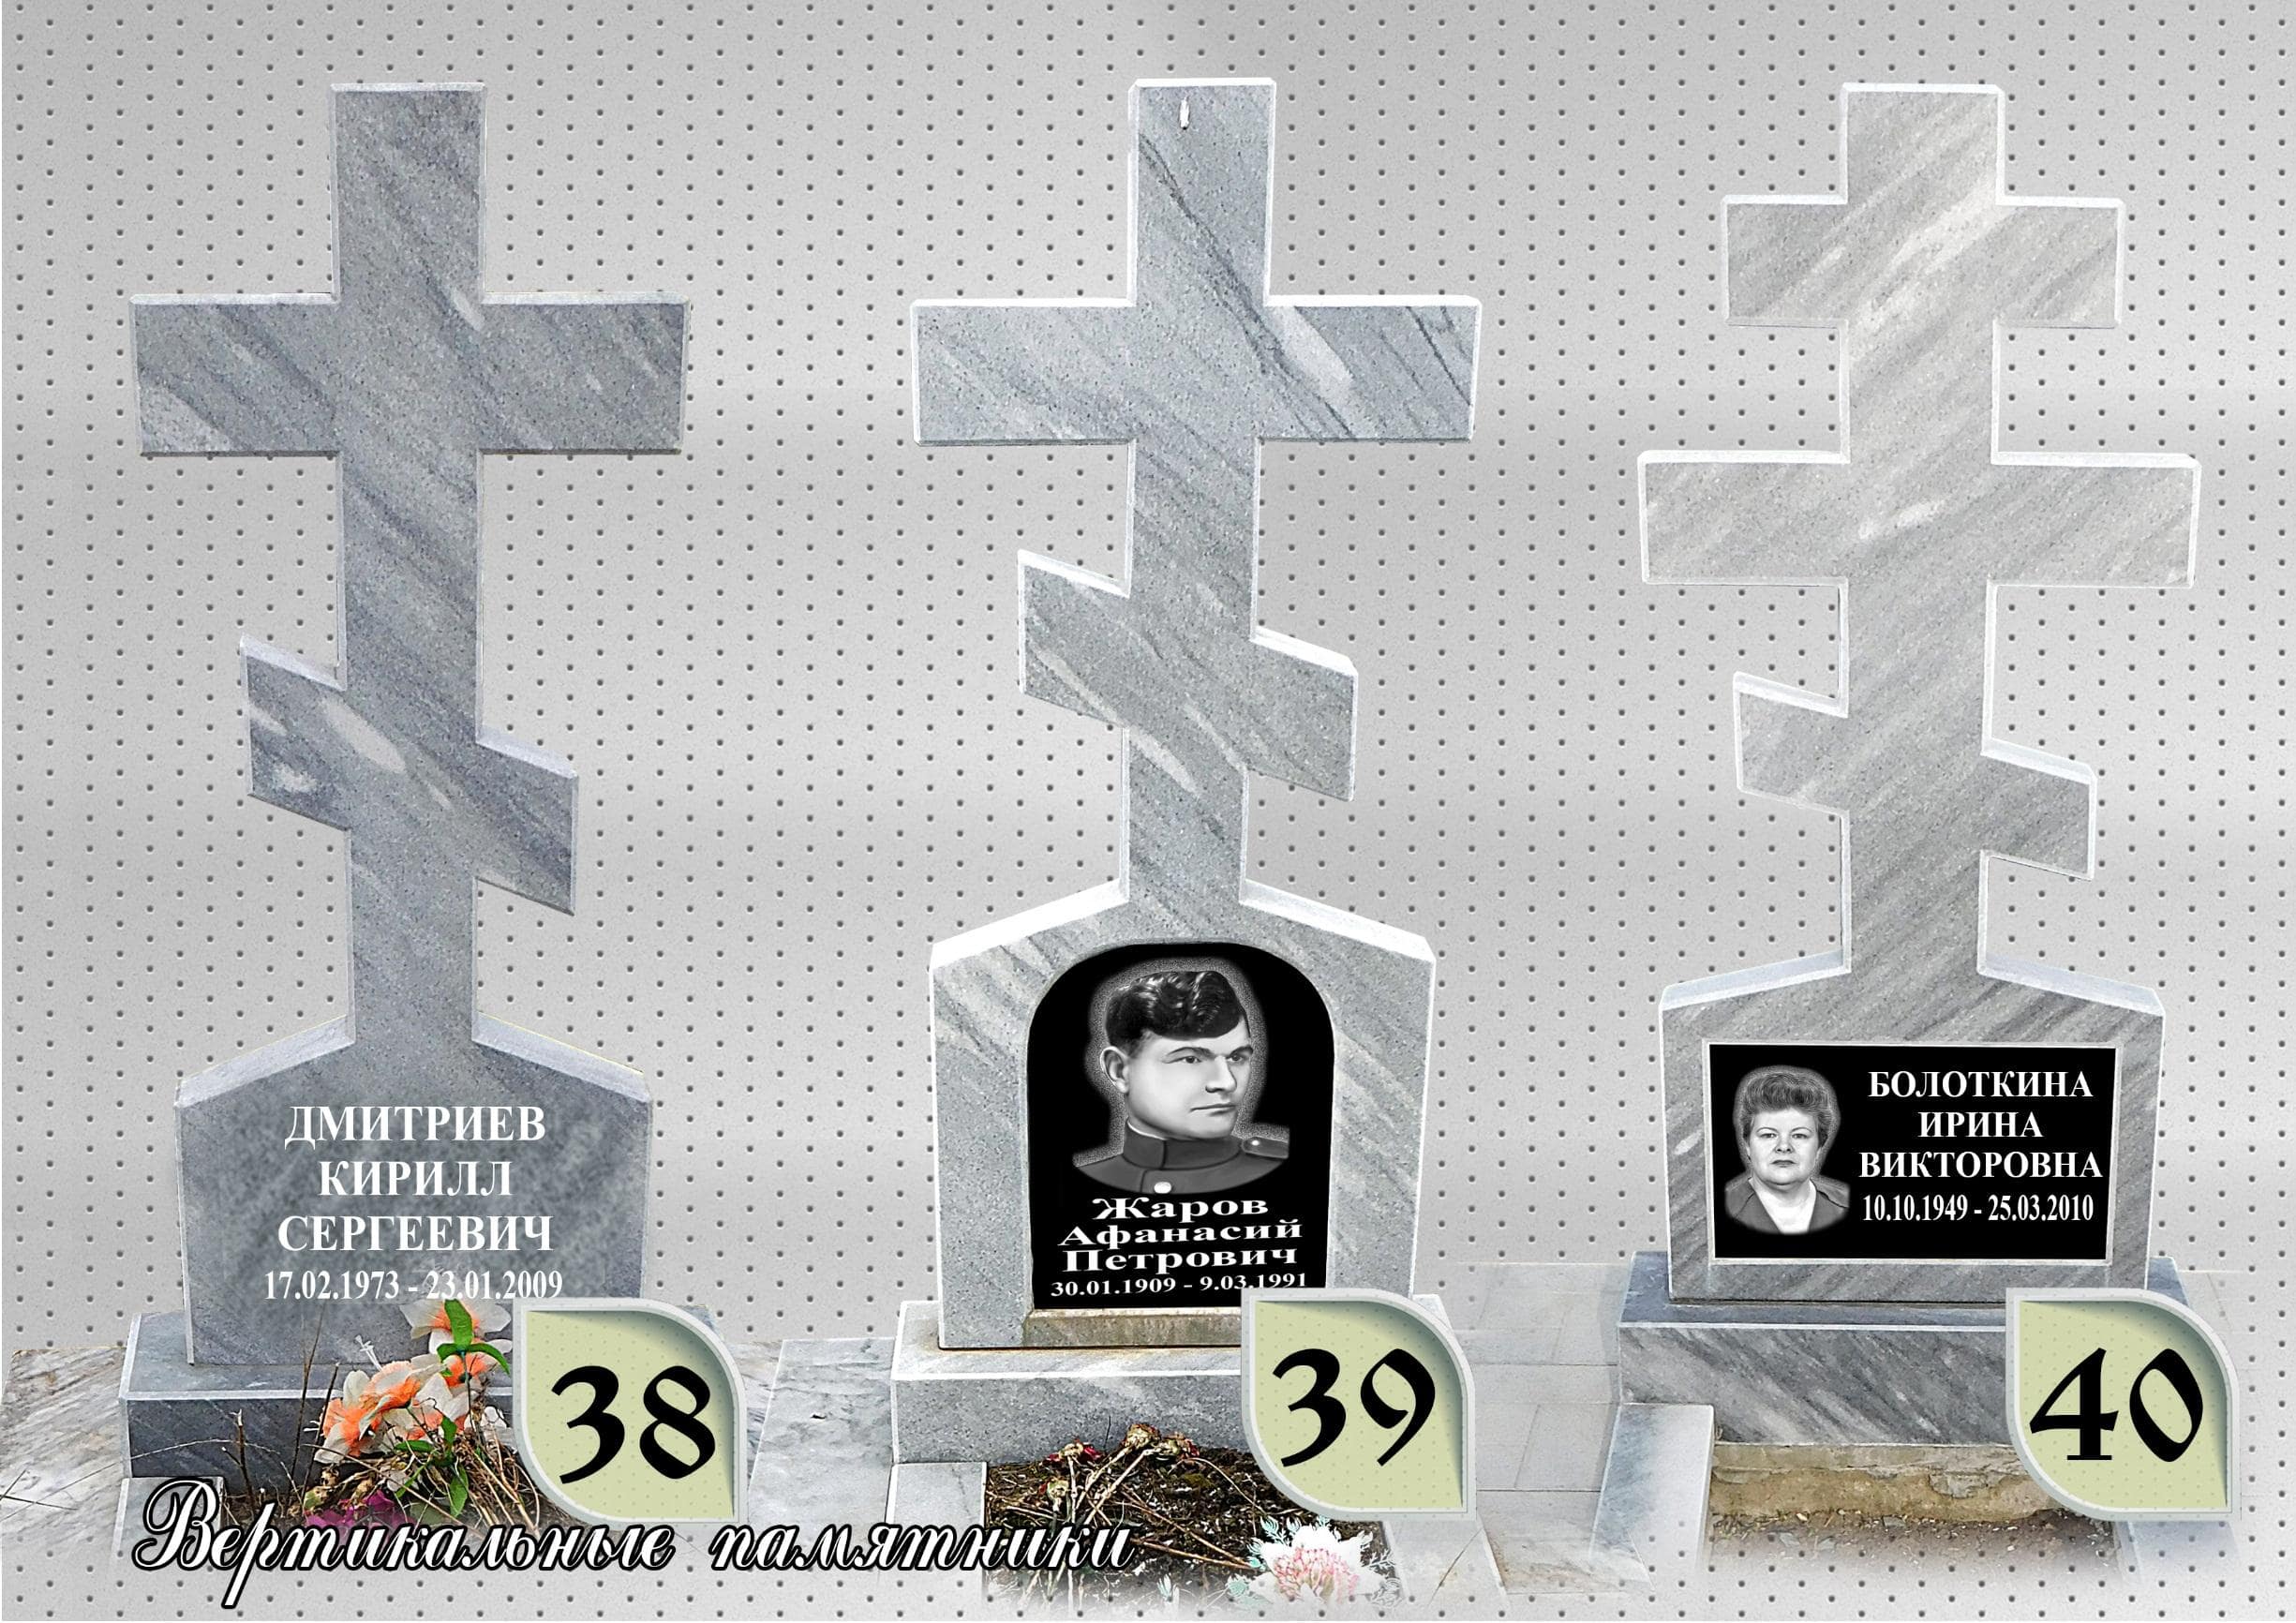 ДМИТРИЕВ
КИРИЛЛ
СЕРГЕЕВИЧ
17.02.1973 - 23.01.2009
38
Жаров
Афанасий
Петрович
30.01.1909 - 9.03.1991
39
БОЛОТКИНА
ИРИНА
ВИКТОРОВНА
10.10.1949 - 25.03.2010
40
Вертикальные памятники